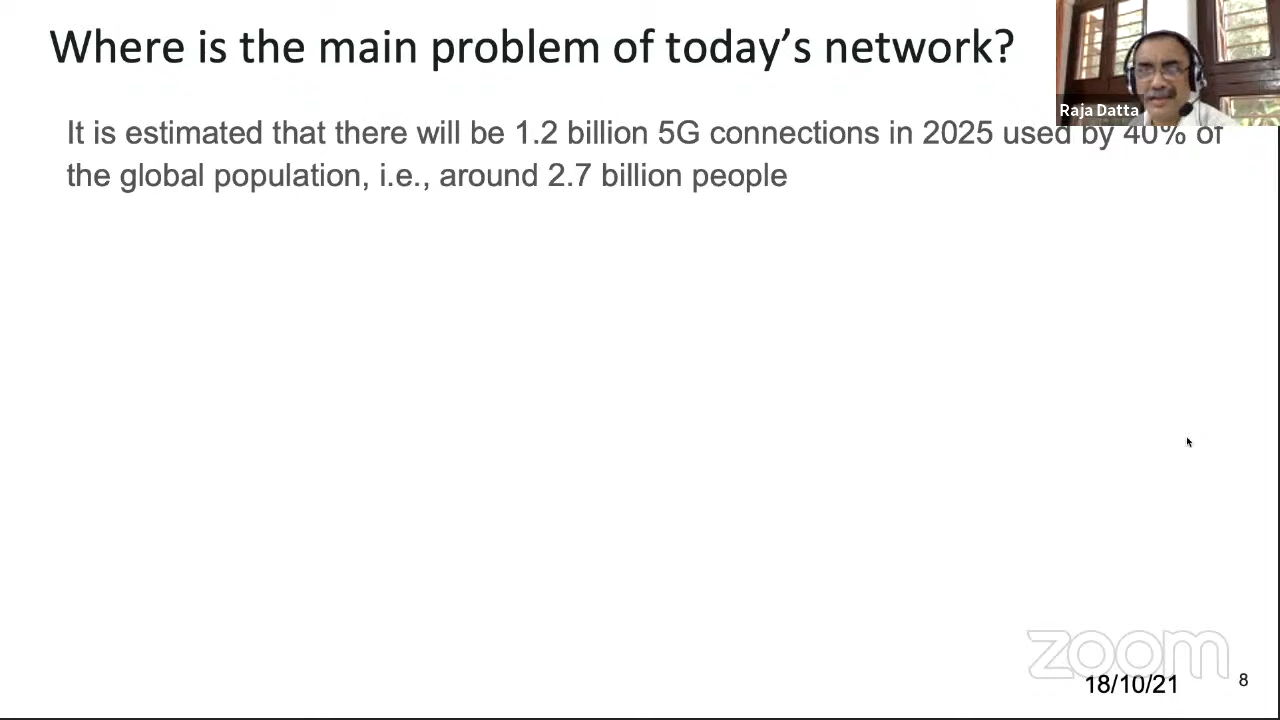 Where is the main problem of today’s network?
Raja Datta
It is estimated that there will be 1.2 billion 5G connections in 2025 used by 40% of
the global population, i.e., around 2.7 billion people
zoom
18/10/21
8